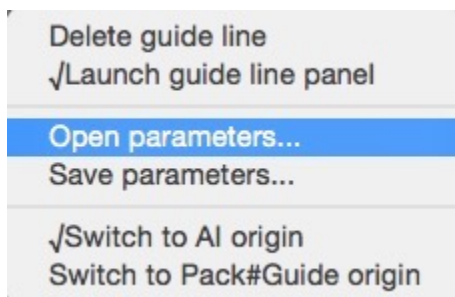 Delete guide line
√Launch guide line panel
Open parameters...
Save parameters...
√Switch to AI origin
Switch to Pack#Guide origin